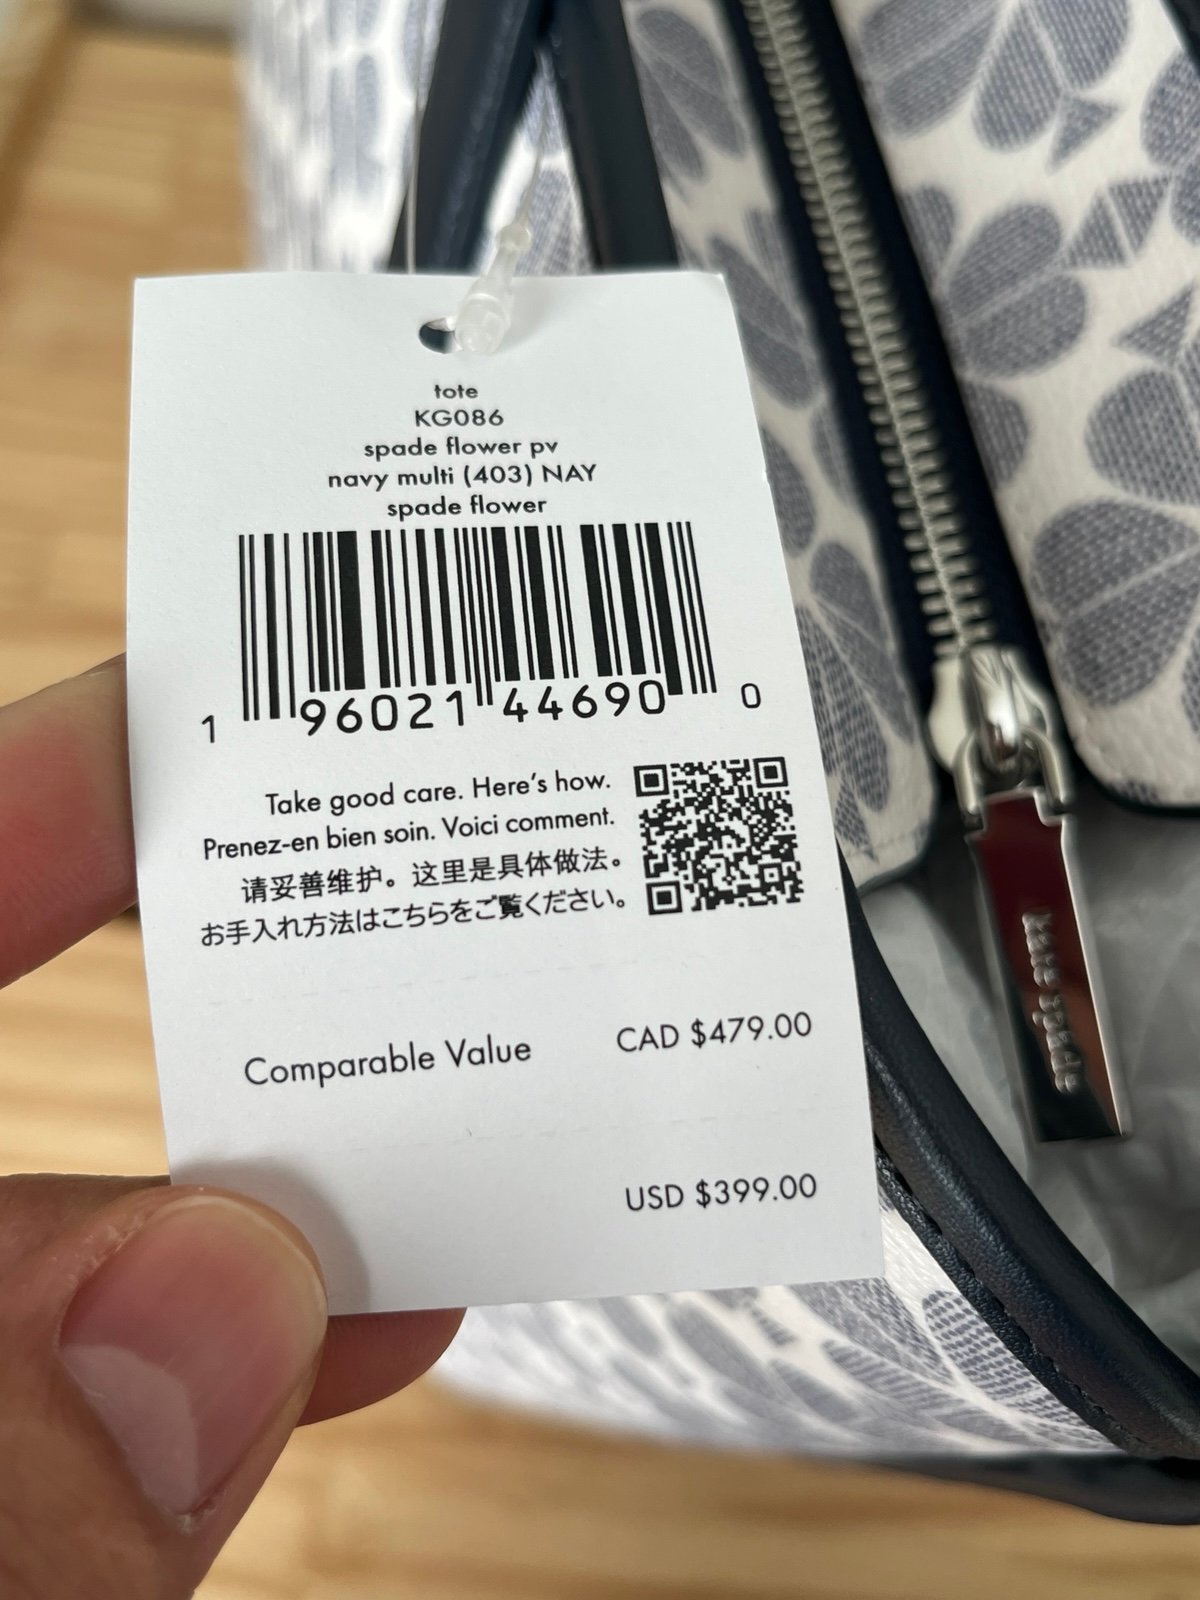 tote
KG086
spade flower pv
navy multi (403) NAY
spade flower
1 96021 44690 0
Take good care. Here's how.
Prenez-en bien soin. Voici comment.
请妥善维护。这里是具体做法。
お手入れ方法はこちらをご覧ください。
Comparable Value CAD $479.00
USD $399.00
kate spade